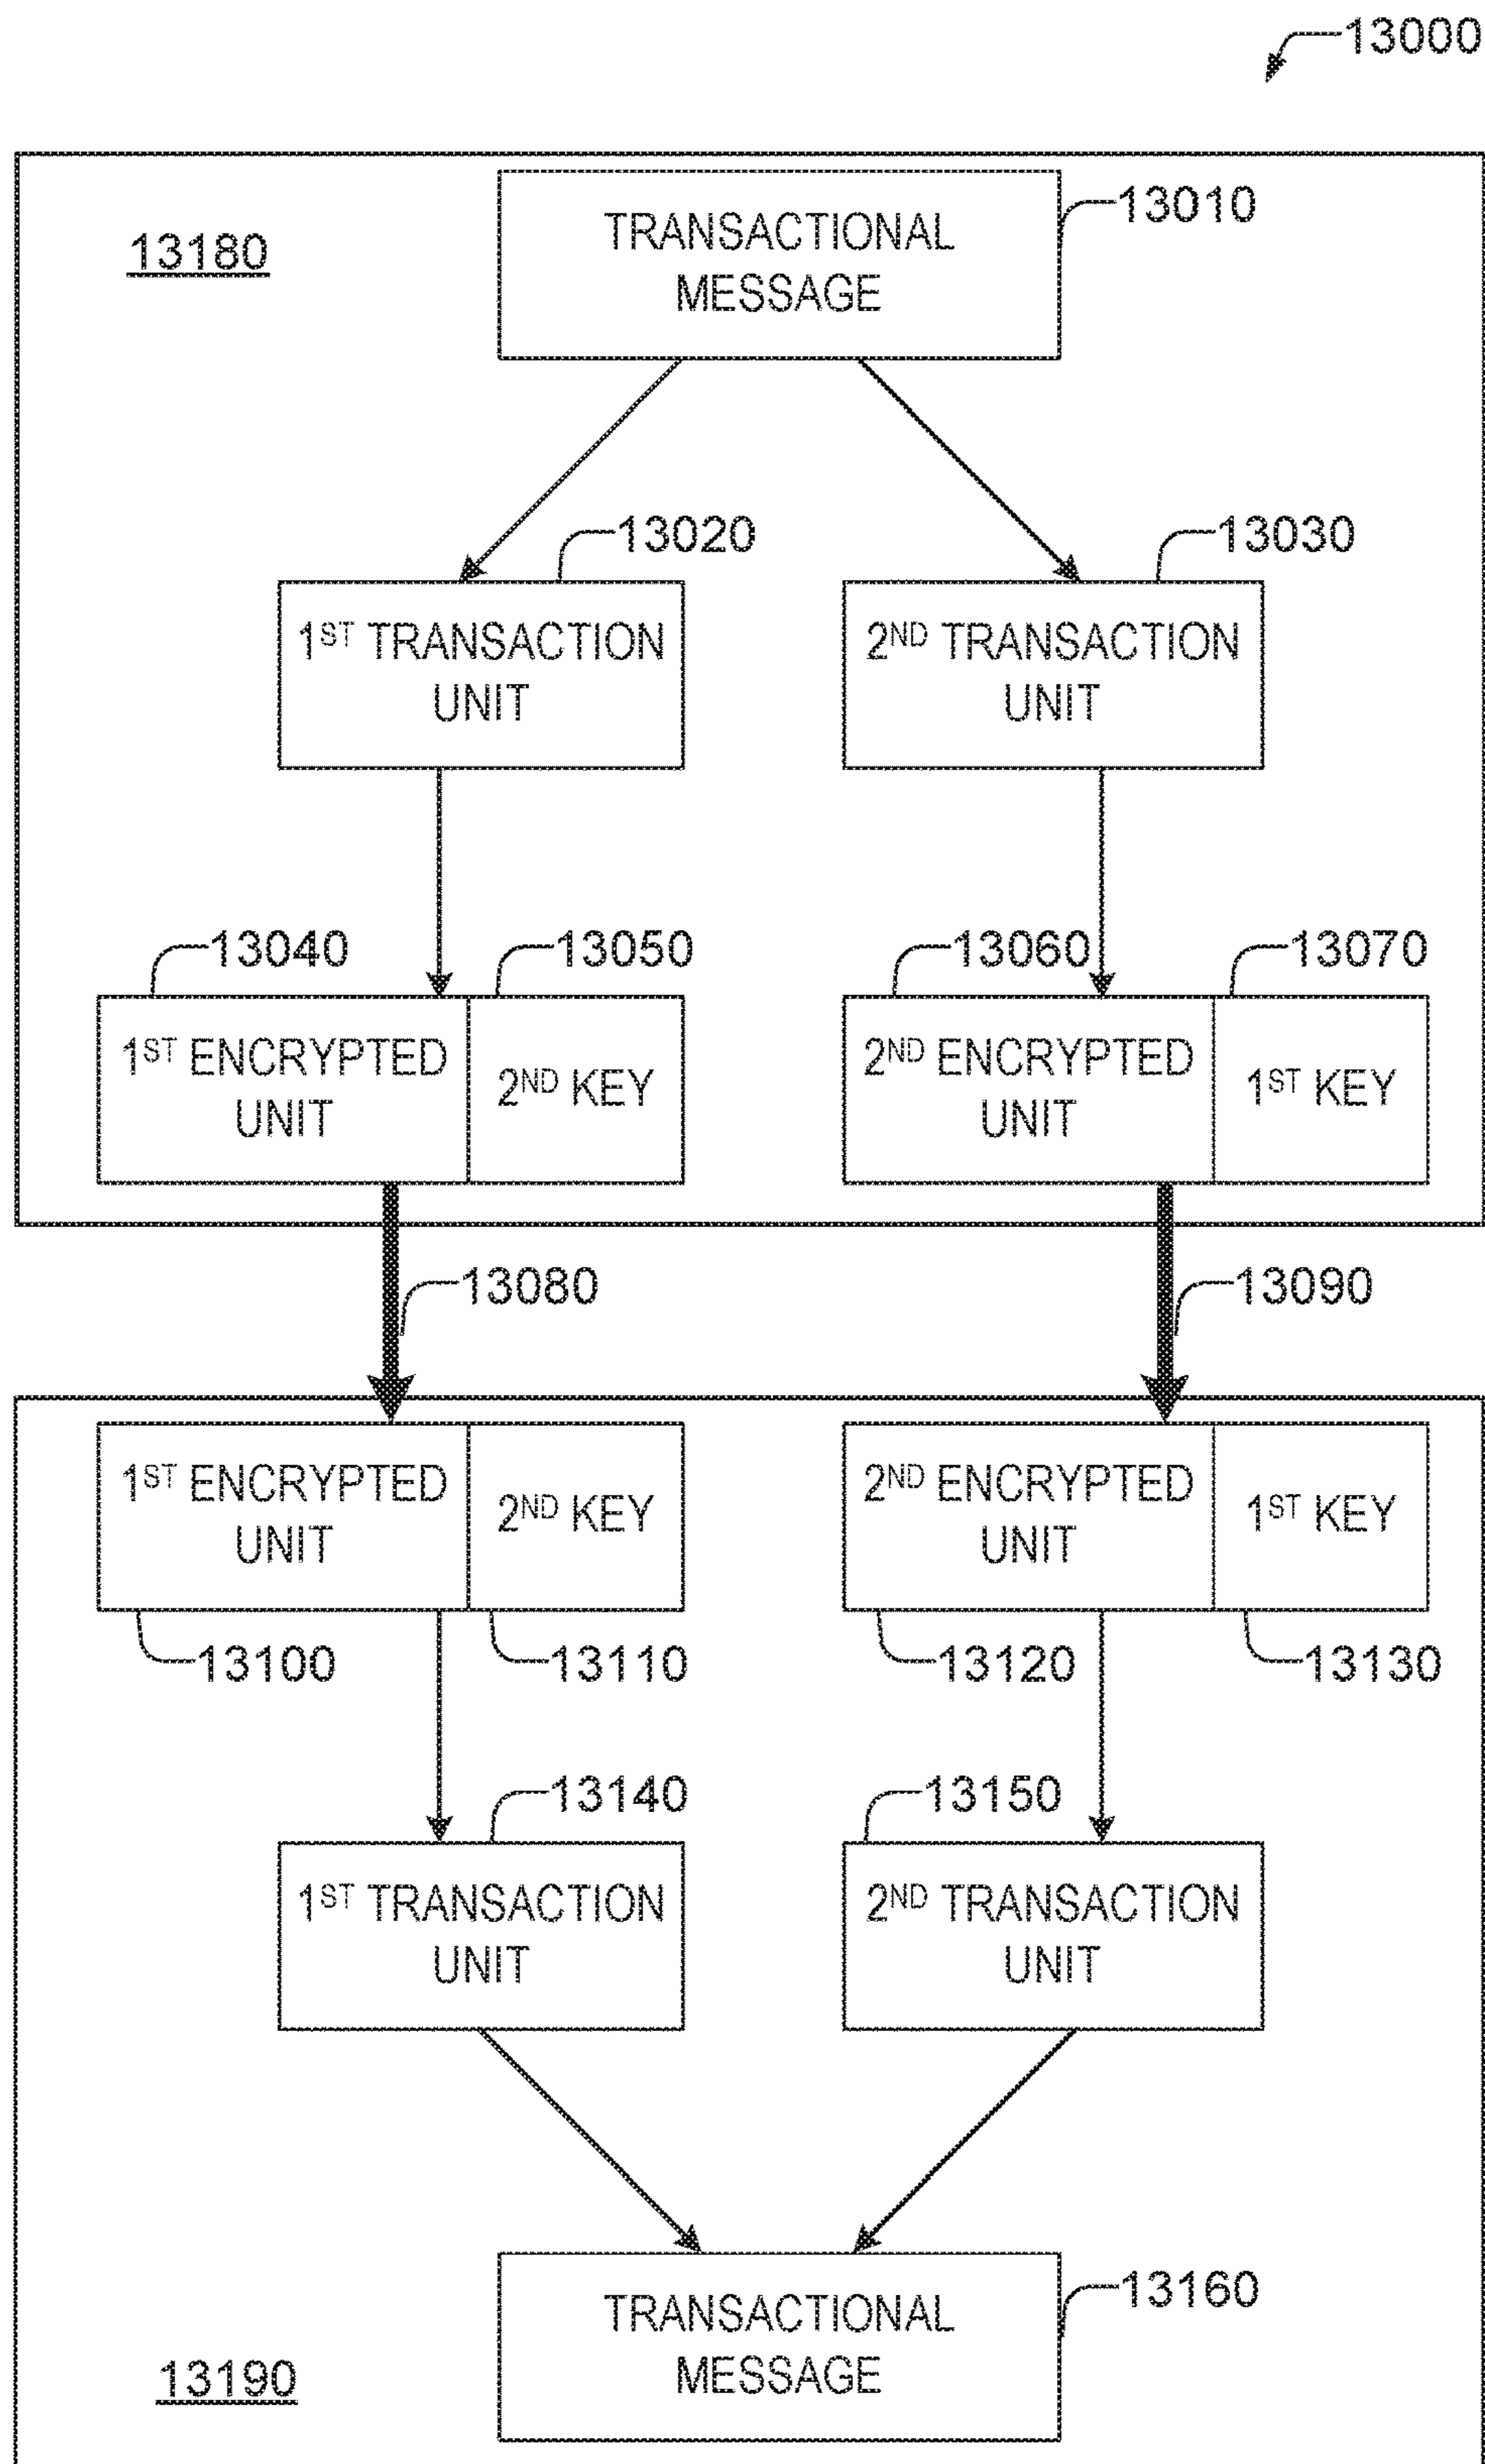 13000
13180
TRANSACTIONAL
MESSAGE
13010
13020
13030
1ST TRANSACTION
UNIT
2ND TRANSACTION
UNIT
13040
13050
13060
13070
1ST ENCRYPTED
UNIT
2ND KEY
2ND ENCRYPTED
UNIT
1ST KEY
13080
13090
1ST ENCRYPTED
UNIT
2ND KEY
2ND ENCRYPTED
UNIT
1ST KEY
13100
13110
13120
13130
13140
13150
1ST TRANSACTION
UNIT
2ND TRANSACTION
UNIT
TRANSACTIONAL
MESSAGE
13160
13190